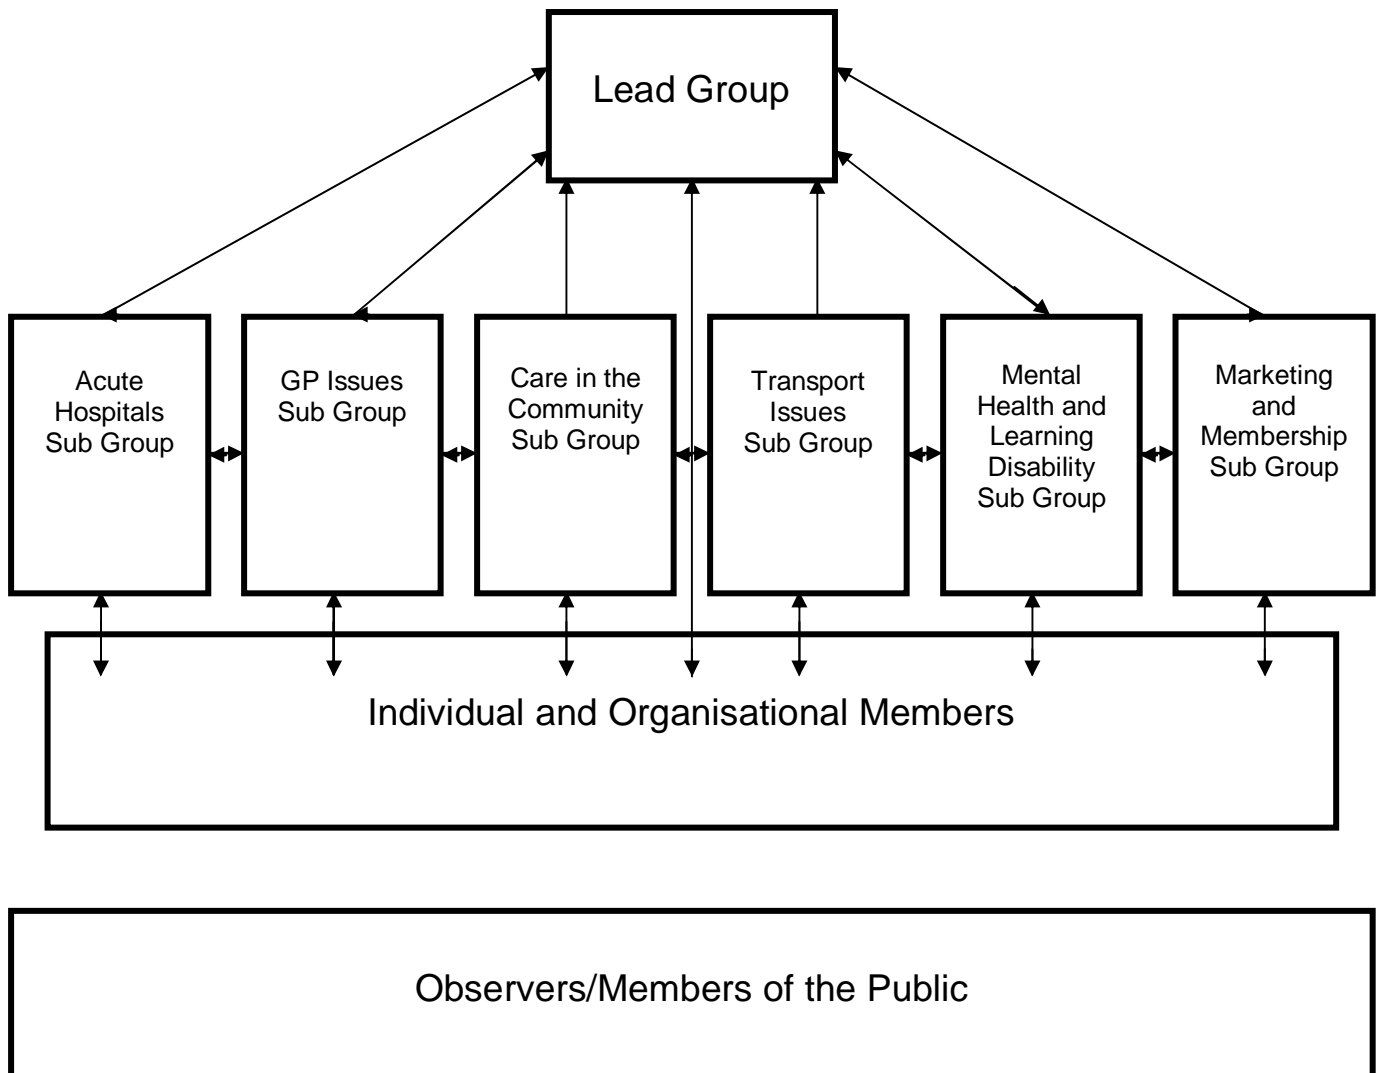 Lead Group
Acute
Hospitals
Sub Group
GP Issues
Sub Group
Care in the
Community
Sub Group
Transport
Issues
Sub Group
Mental
Health and
Learning
Disability
Sub Group
Marketing
and
Membership
Sub Group
Individual and Organisational Members
Observers/Members of the Public